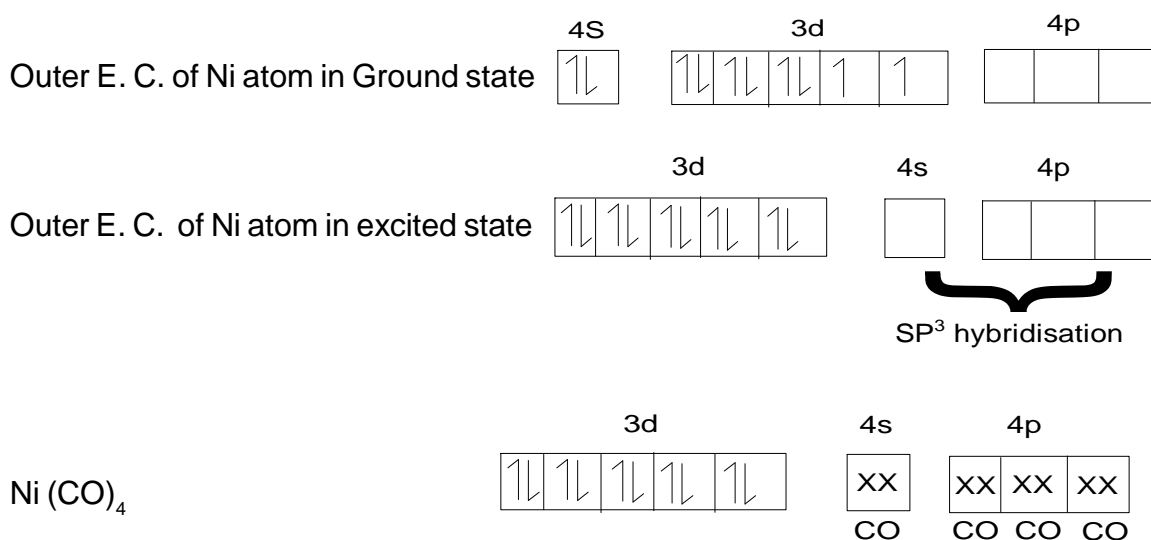 4S 3d 4p
Outer E. C. of Ni atom in Ground state
3d 4s 4p
Outer E. C. of Ni atom in excited state
SP³ hybridisation
3d 4s 4p
Ni (CO)₄ XX XX XX XX
CO CO CO CO